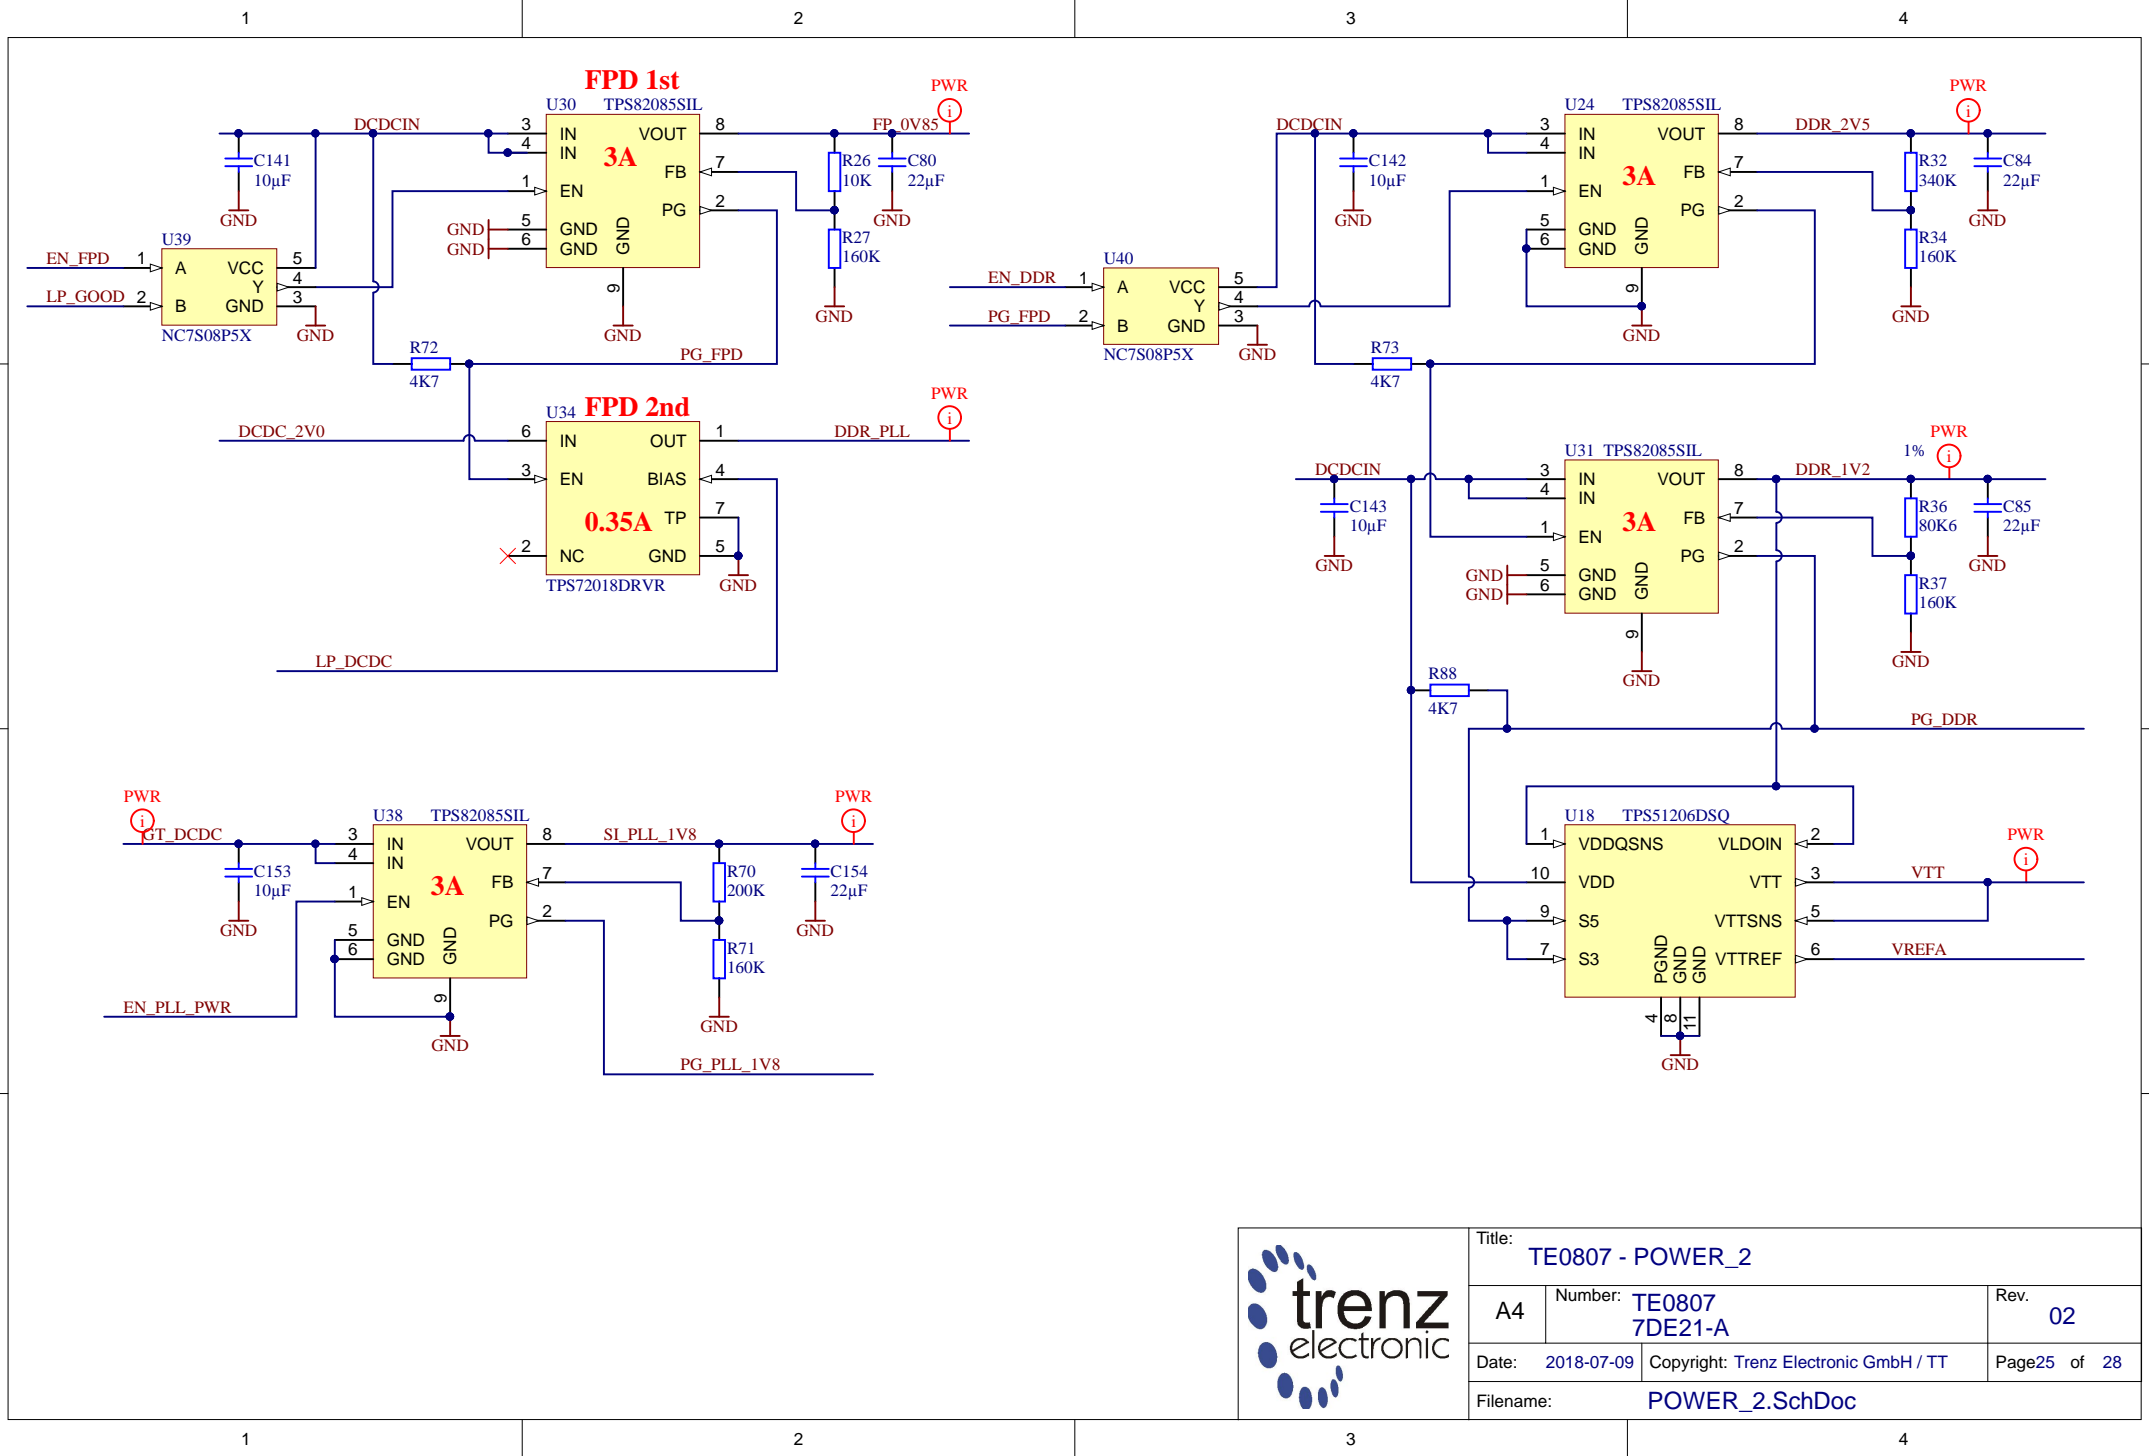 1
2
3
4
FPD 1st
U30
TPS82085SIL
PWR
i
DCDCIN
3
4
1
5
6
IN
IN
EN
GND
GND
GND
3A
VOUT
FB
PG
8
7
2
9
FP_0V85
C141
10µF
GND
R26
10K
C80
22µF
GND
R27
160K
GND
GND
GND
GND
U39
EN_FPD
1
A
VCC
5
Y
4
LP_GOOD
2
B
GND
3
GND
NC7S08P5X
R72
4K7
PG_FPD
FPD 2nd
U34
PWR
i
DCDC_2V0
6
IN
OUT
1
DDR_PLL
3
EN
BIAS
4
0.35A
TP
7
2
NC
GND
5
GND
TPS72018DRVR
LP_DCDC
PWR
i
GT_DCDC
U38
TPS82085SIL
PWR
i
3
IN
VOUT
8
SI_PLL_1V8
4
IN
C153
10µF
GND
3A
FB
7
1
EN
PG
2
5
GND
6
GND
GND
9
GND
R70
200K
C154
22µF
GND
R71
160K
GND
EN_PLL_PWR
PG_PLL_1V8
U24
TPS82085SIL
PWR
i
DCDCIN
3
IN
VOUT
8
DDR_2V5
4
IN
C142
10µF
GND
3A
FB
7
1
EN
PG
2
5
GND
6
GND
GND
9
GND
R32
340K
C84
22µF
GND
R34
160K
GND
U40
EN_DDR
1
A
VCC
5
Y
4
PG_FPD
2
B
GND
3
GND
NC7S08P5X
R73
4K7
U31
TPS82085SIL
1%
PWR
i
DCDCIN
3
IN
VOUT
8
DDR_1V2
4
IN
C143
10µF
GND
3A
FB
7
1
EN
PG
2
GND
5
GND
GND
6
GND
GND
9
GND
R36
80K6
C85
22µF
GND
R37
160K
GND
R88
4K7
PG_DDR
U18
TPS51206DSQ
PWR
i
1
VDDQSNS
VLDOIN
2
10
VDD
VTT
3
VTT
9
S5
VTTSNS
5
7
S3
VTTREF
6
VREFA
PGND
GND
GND
4
8
11
GND
trenz
electronic
Title:
TE0807 - POWER_2
A4
Number:
TE0807
7DE21-A
Rev.
02
Date: 2018-07-09
Copyright: Trenz Electronic GmbH / TT
Page25 of 28
Filename: POWER_2.SchDoc
1
2
3
4